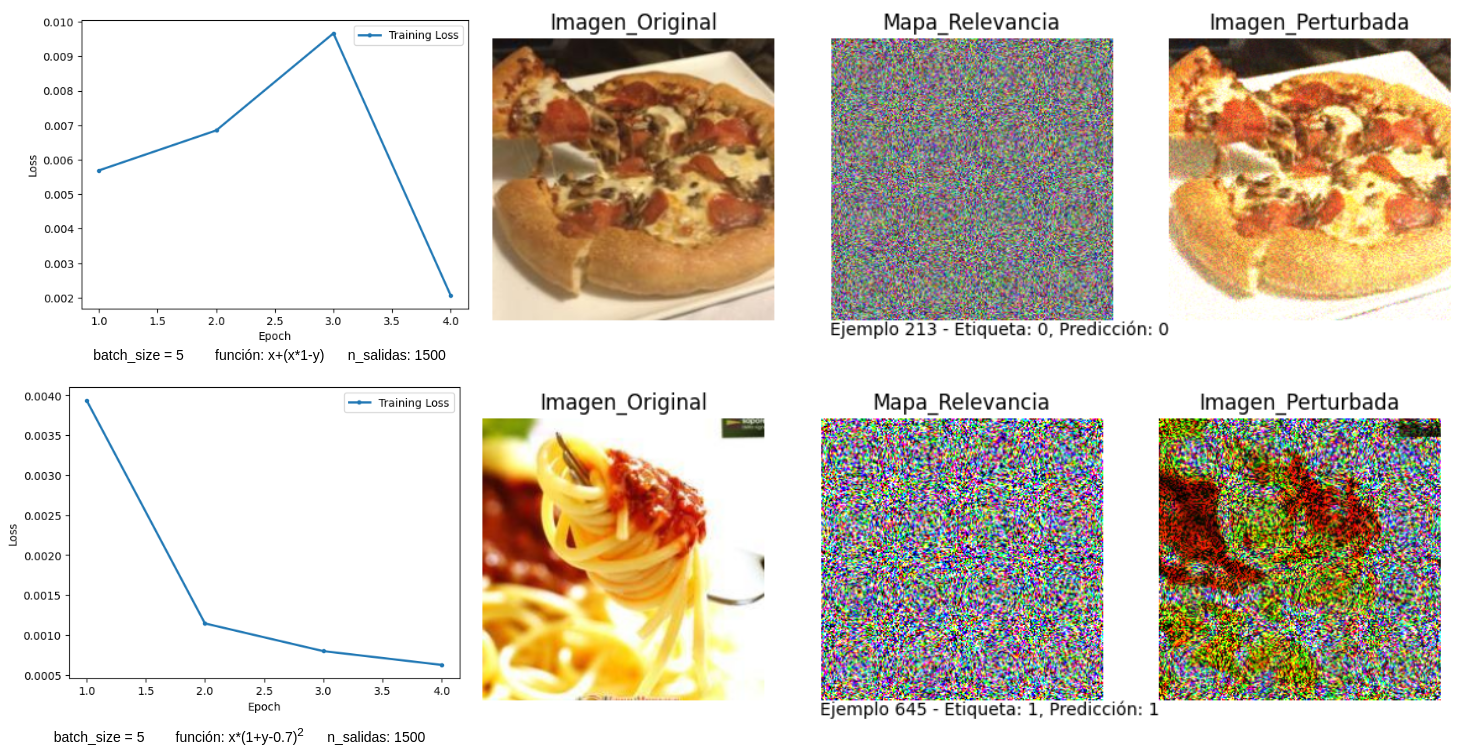 0.010
0.009
0.008
0.007
0.006
0.005
0.004
0.003
0.002
Loss
Training Loss
1.0 1.5 2.0 2.5 3.0 3.5 4.0
Epoch
batch_size = 5 función: x+(x*1-y) n_salidas: 1500
Imagen_Original Mapa_Relevancia Imagen_Perturbada
Ejemplo 213 - Etiqueta: 0, Predicción: 0
0.0040
0.0035
0.0030
0.0025
0.0020
0.0015
0.0010
0.0005
Loss
Training Loss
1.0 1.5 2.0 2.5 3.0 3.5 4.0
Epoch
batch_size = 5 función: x*(1+y-0.7)² n_salidas: 1500
Imagen_Original Mapa_Relevancia Imagen_Perturbada
Ejemplo 645 - Etiqueta: 1, Predicción: 1